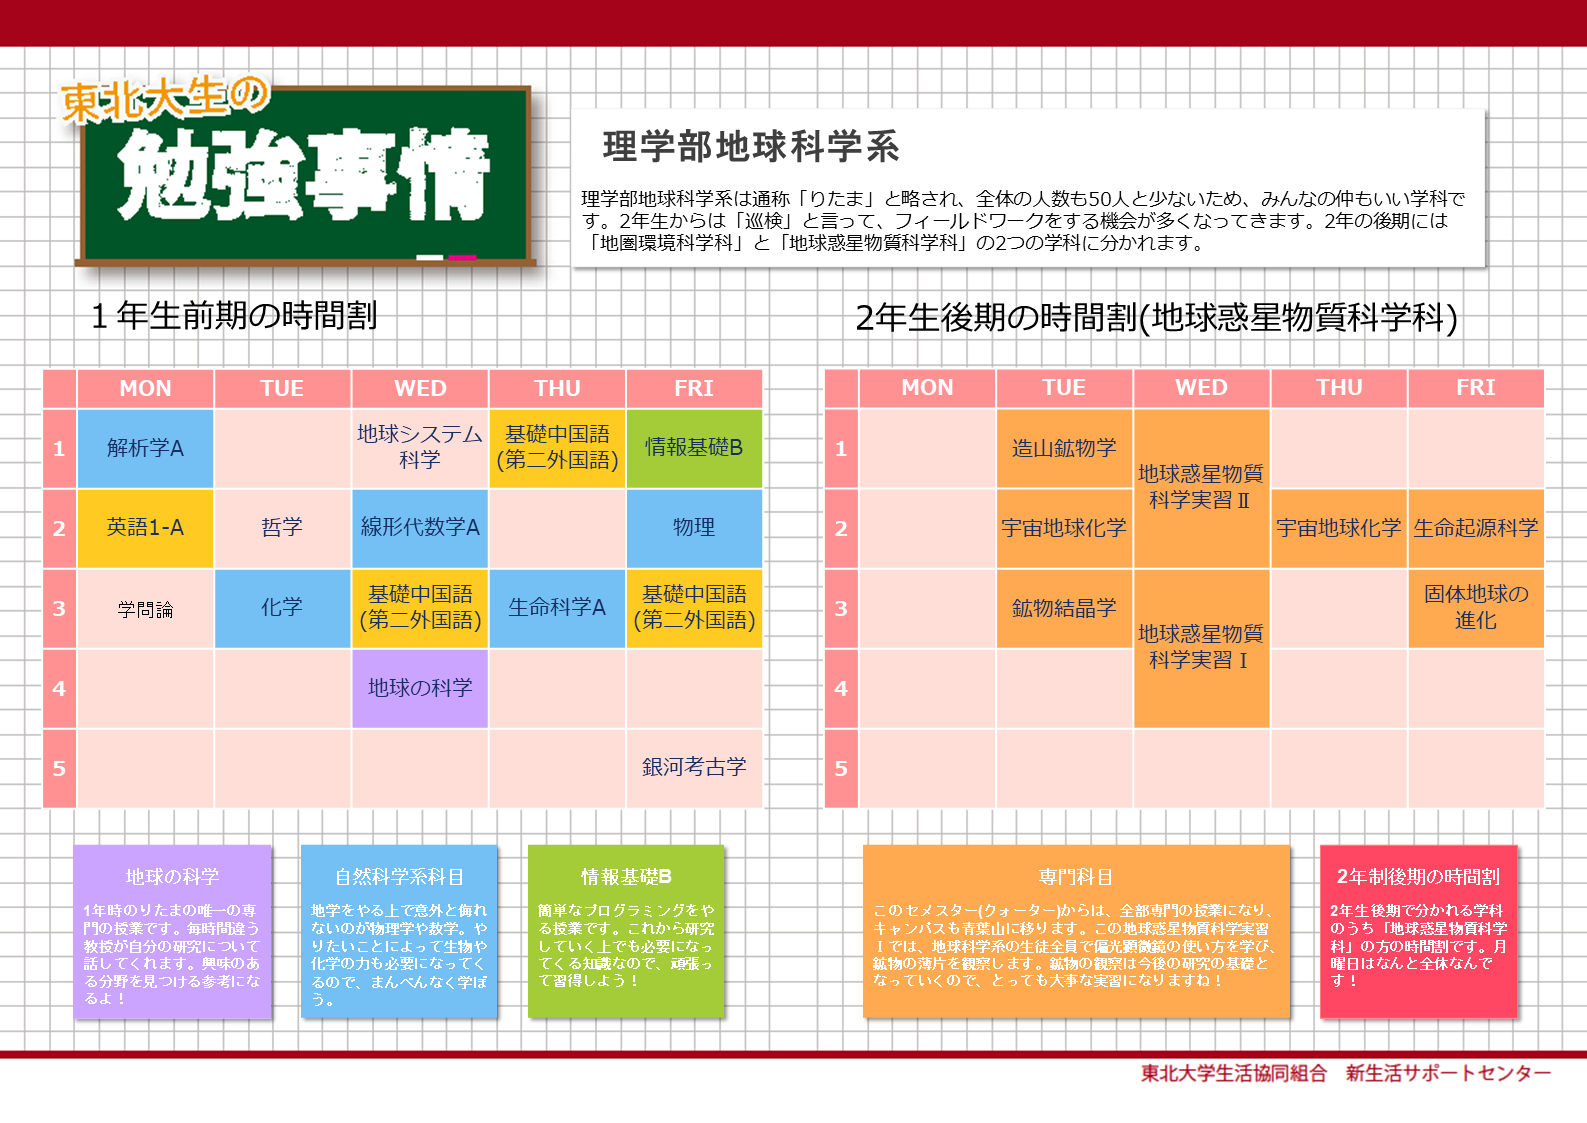 東北大生の
勉強事情
理学部地球科学系
理学部地球科学系は通称「りたま」と略され、全体の人数も50人と少ないため、みんなの仲もいい学科で
す。2年生からは「巡検」と言って、フィールドワークをする機会が多くなってきます。2年の後期には
「地圏環境科学科」と「地球惑星物質科学科」の2つの学科に分かれます。
１年生前期の時間割
MON TUE WED THU FRI
1 解析学A 地球システム科学 基礎中国語(第二外国語) 情報基礎B
2 英語1-A 哲学 線形代数学A 物理
3 学問論 化学 基礎中国語(第二外国語) 生命科学A 基礎中国語(第二外国語)
4 地球の科学
5 銀河考古学
2年生後期の時間割(地球惑星物質科学科)
MON TUE WED THU FRI
1 造山鉱物学 地球惑星物質科学実習Ⅱ
2 宇宙地球化学 宇宙地球化学 生命起源科学
3 鉱物結晶学 地球惑星物質科学実習Ⅰ 固体地球の進化
4
5
地球の科学
1年時のりたまの唯一の専
門の授業です。毎時間違う
教授が自分の研究について
話してくれます。興味のあ
る分野を見つける参考にな
るよ！
自然科学系科目
地学をやる上で意外と侮れ
ないのが物理学や数学。や
りたいことによって生物や
化学の力も必要になってく
るので、まんべんなく学ぼ
う。
情報基礎B
簡単なプログラミングをや
る授業です。これから研究
していく上でも必要になっ
てくる知識なので、頑張っ
て習得しよう！
専門科目
このセメスター(クォーター)からは、全部専門の授業になり、
キャンパスも青葉山に移ります。この地球惑星物質科学実習
Ⅰでは、地球科学系の生徒全員で偏光顕微鏡の使い方を学び、
鉱物の薄片を観察します。鉱物の観察は今後の研究の基礎と
なっていくので、とっても大事な実習になりますね！
2年制後期の時間割
2年生後期で分かれる学科
のうち「地球惑星物質科学
科」の方の時間割です。月
曜日はなんと全休なんで
す！
東北大学生活協同組合　新生活サポートセンター